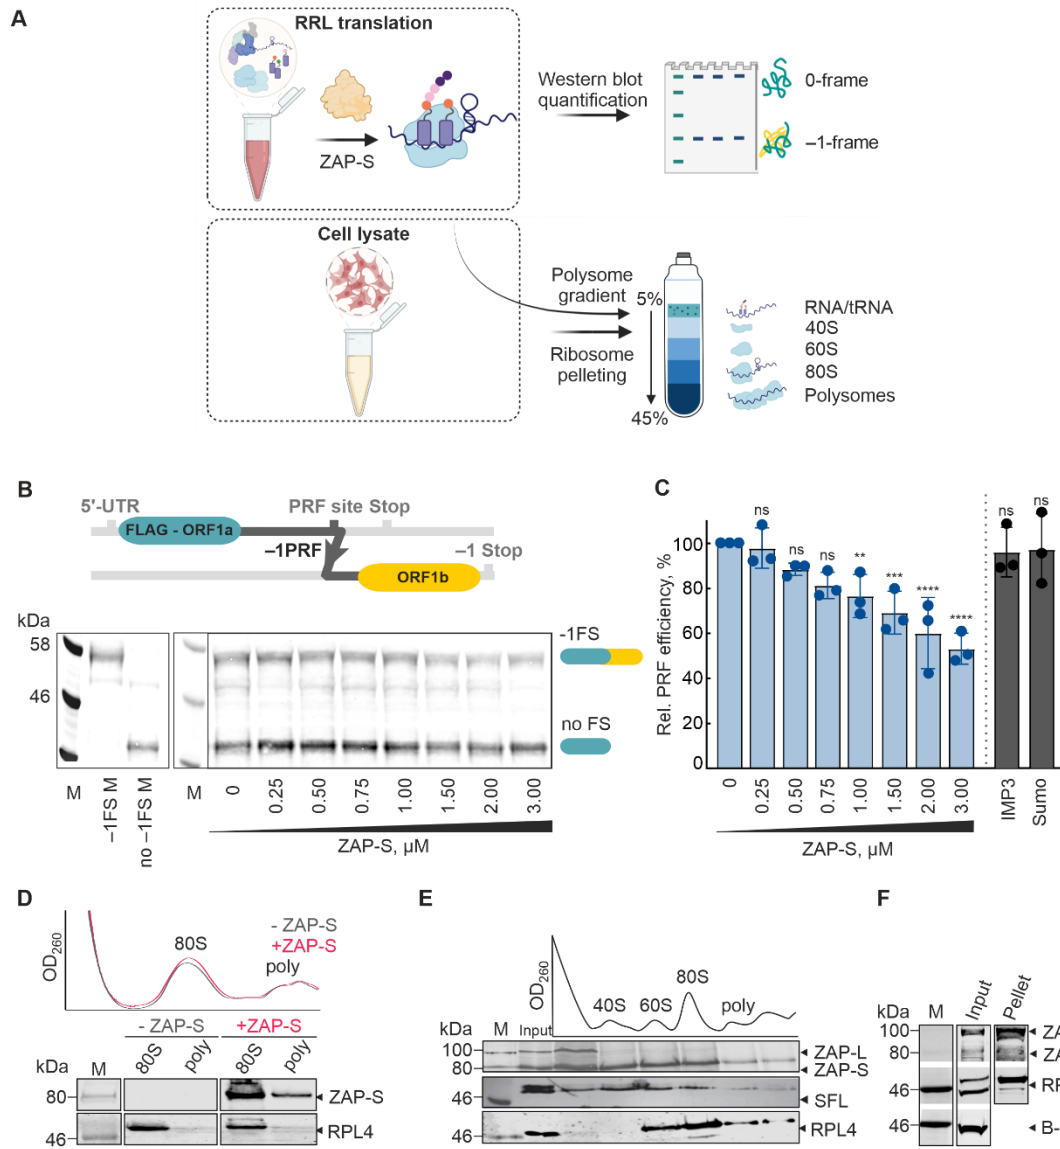 A
RRL translation
ZAP-S
Western blot
quantification
0-frame
–1-frame
Cell lysate
Polysome
gradient
Ribosome
pelleting
5%
45%
RNA/tRNA
40S
60S
80S
Polysomes
B
5'-UTR
PRF site Stop
FLAG - ORF1a
–1PRF
–1 Stop
ORF1b
kDa
58
46
-1FS
no FS
M
–1FS M
no –1FS M
M
0
0.25
0.50
0.75
1.00
1.50
2.00
3.00
ZAP-S, µM
C
Rel. PRF efficiency, %
100
80
60
40
20
0
ns
ns
ns
**
***
****
****
ns
ns
0
0.25
0.50
0.75
1.00
1.50
2.00
3.00
IMP3
Sumo
ZAP-S, µM
D
OD260
80S
- ZAP-S
+ZAP-S
poly
- ZAP-S
+ZAP-S
kDa
M
80S
poly
80S
poly
80
ZAP-S
46
RPL4
E
OD260
40S
60S
80S
poly
kDa
M
Input
100
80
ZAP-L
ZAP-S
46
SFL
46
RPL4
F
kDa
M
Input
Pellet
100
80
ZA
ZA
46
RP
46
B-